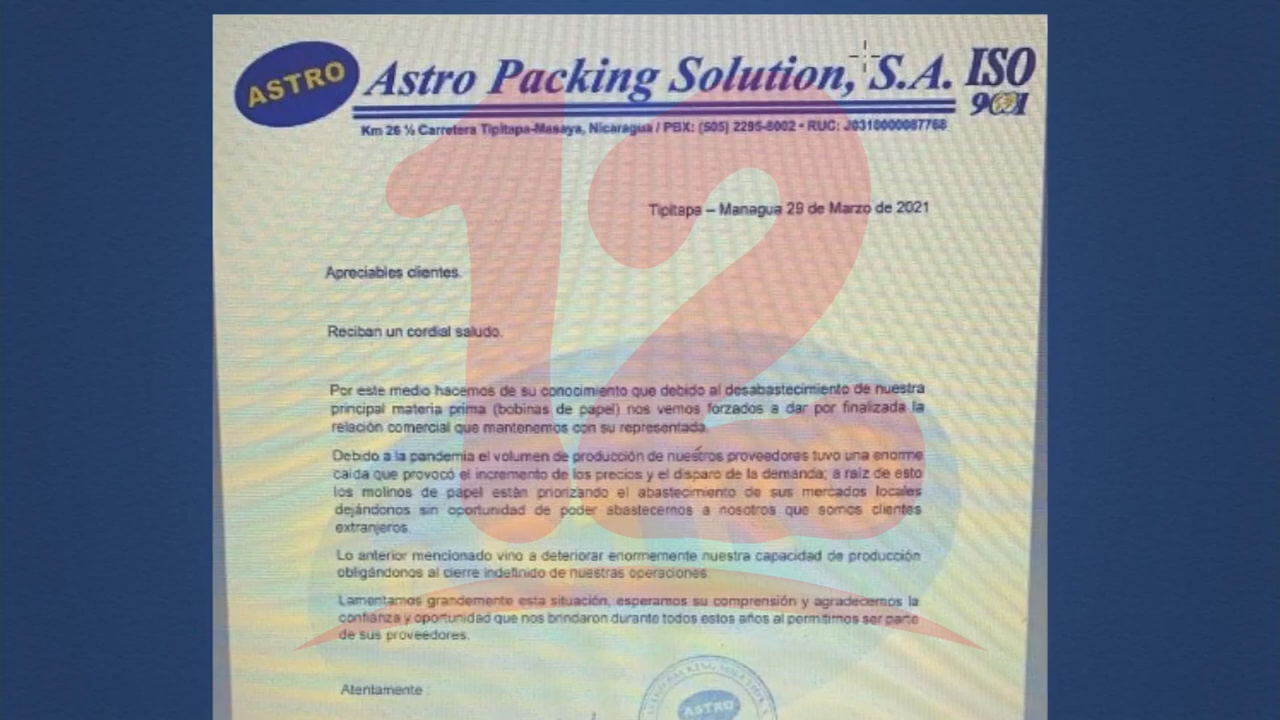 ASTRO
Astro Packing Solution, S.A.
ISO
9001
Km 26 ½ Carretera Tipitapa-Masaya, Nicaragua / PBX: (505) 2295-8002 • RUC: J0310000087768
12
Tipitapa – Managua 29 de Marzo de 2021
Apreciables clientes.
Reciban un cordial saludo.
Por este medio hacemos de su conocimiento que debido al desabastecimiento de nuestra
principal materia prima (bobinas de papel) nos vemos forzados a dar por finalizada la
relación comercial que mantenemos con su representada.
Debido a la pandemia el volumen de producción de nuestros proveedores tuvo una enorme
caída que provocó el incremento de los precios y el disparo de la demanda; a raíz de esto
los molinos de papel están priorizando el abastecimiento de sus mercados locales
dejándonos sin oportunidad de poder abastecernos a nosotros que somos clientes
extranjeros.
Lo anterior mencionado vino a deteriorar enormemente nuestra capacidad de producción
obligándonos al cierre indefinido de nuestras operaciones.
Lamentamos grandemente esta situación, esperamos su comprensión y agradecemos la
confianza y oportunidad que nos brindaron durante todos estos años al permitirnos ser parte
de sus proveedores.
Atentamente
ASTRO